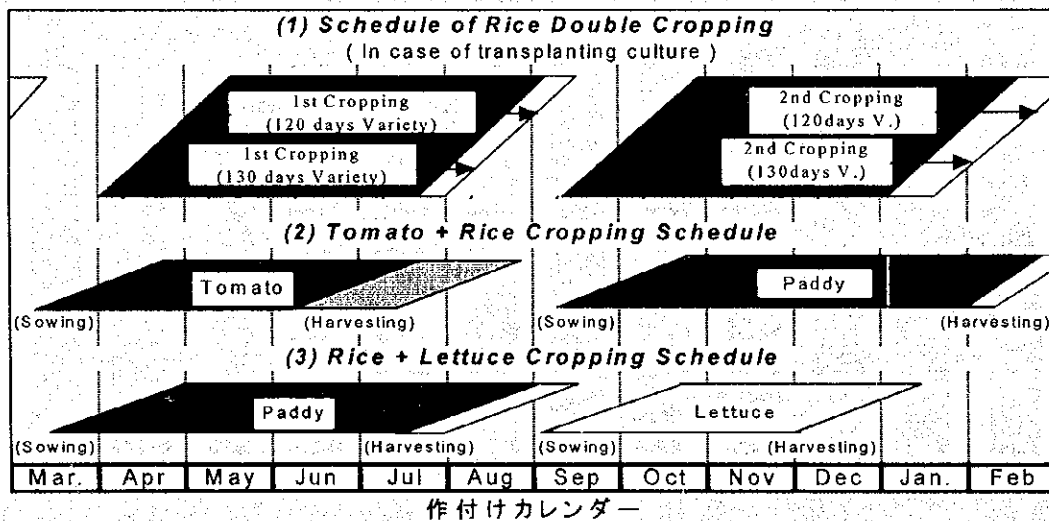 (1) Schedule of Rice Double Cropping
( In case of transplanting culture )
1st Cropping
(120 days Variety)
2nd Cropping
(120days V.)
1st Cropping
(130 days Variety)
2nd Cropping
(130days V.)
(2) Tomato + Rice Cropping Schedule
Tomato
Paddy
(Sowing)
(Harvesting)
(Sowing)
(Harvesting)
(3) Rice + Lettuce Cropping Schedule
Paddy
Lettuce
(Sowing)
(Harvesting)
(Sowing)
(Harvesting)
Mar. Apr May Jun Jul Aug Sep Oct Nov Dec Jan. Feb
作付けカレンダー